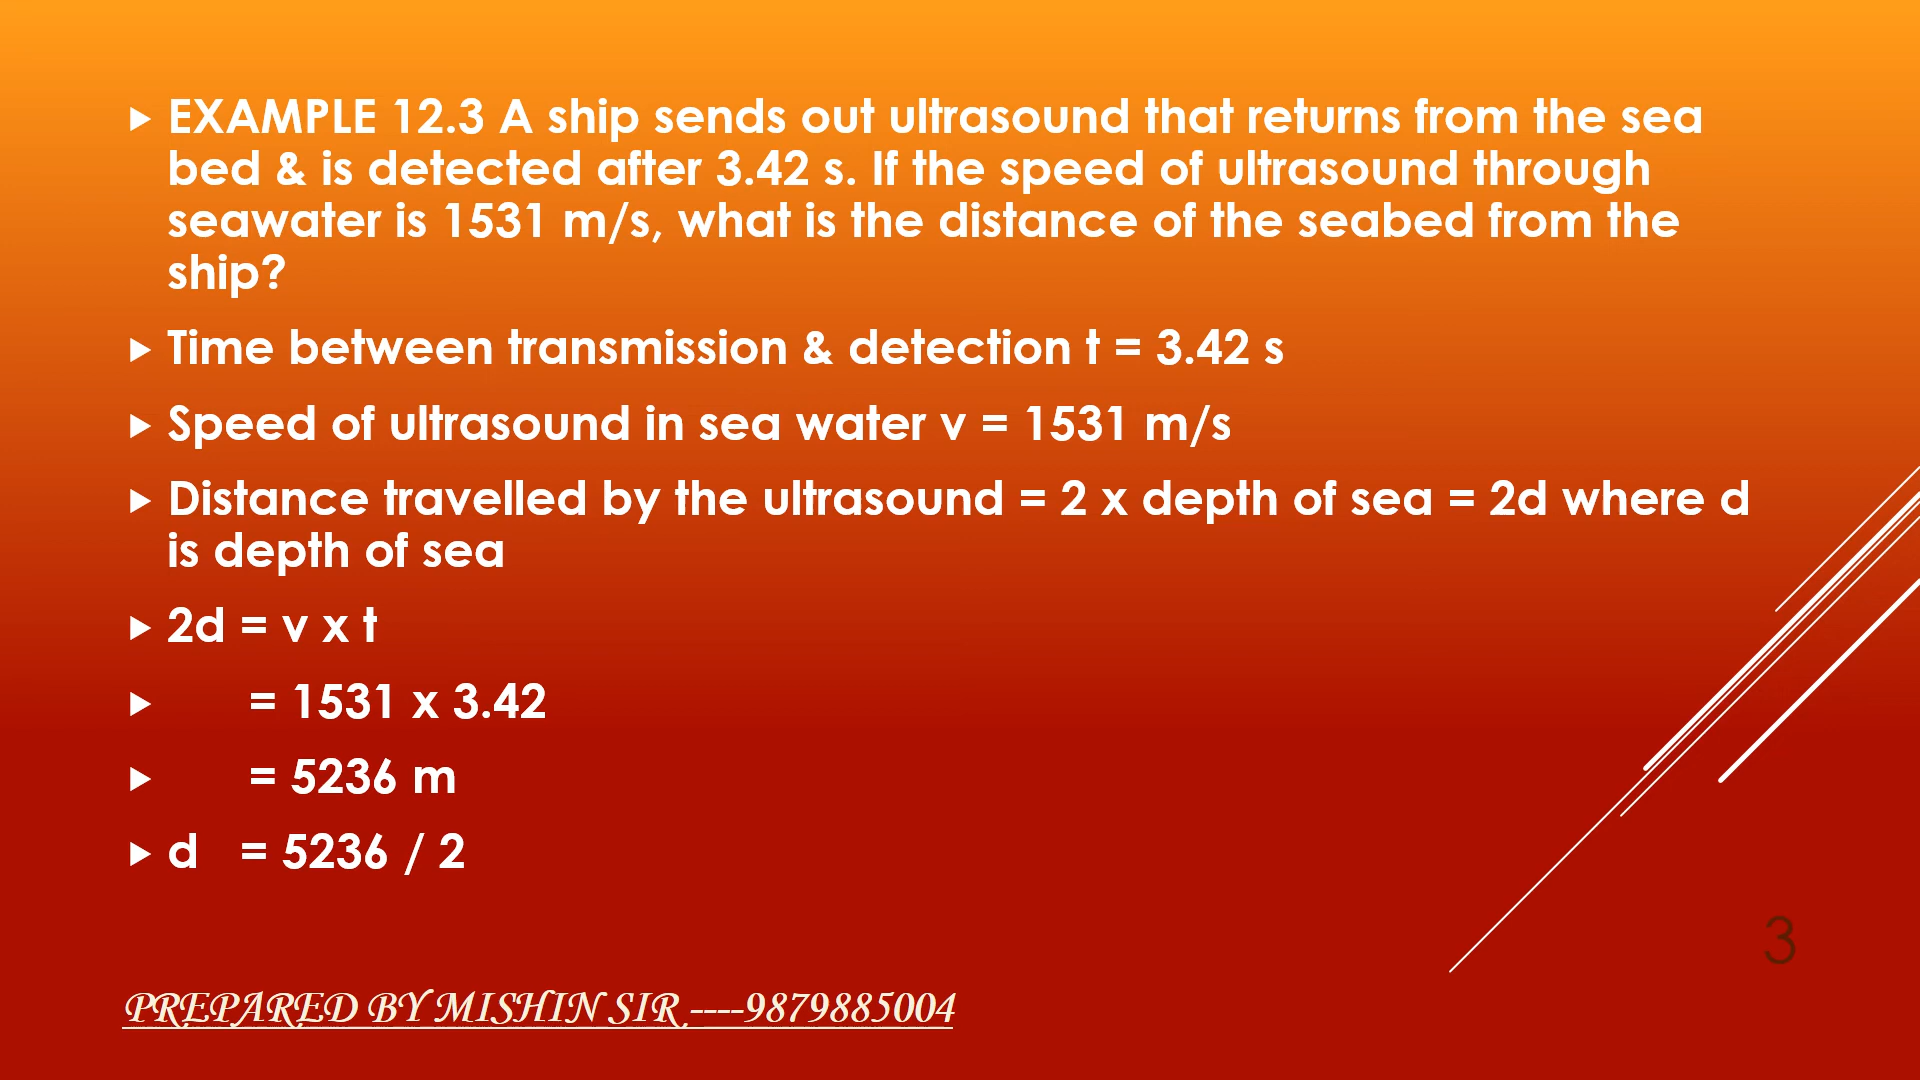 EXAMPLE 12.3 A ship sends out ultrasound that returns from the sea
bed & is detected after 3.42 s. If the speed of ultrasound through
seawater is 1531 m/s, what is the distance of the seabed from the
ship?
Time between transmission & detection t = 3.42 s
Speed of ultrasound in sea water v = 1531 m/s
Distance travelled by the ultrasound = 2 x depth of sea = 2d where d
is depth of sea
2d = v x t
= 1531 x 3.42
= 5236 m
d = 5236 / 2
3
PREPARED BY MISHIN SIR ----9879885004